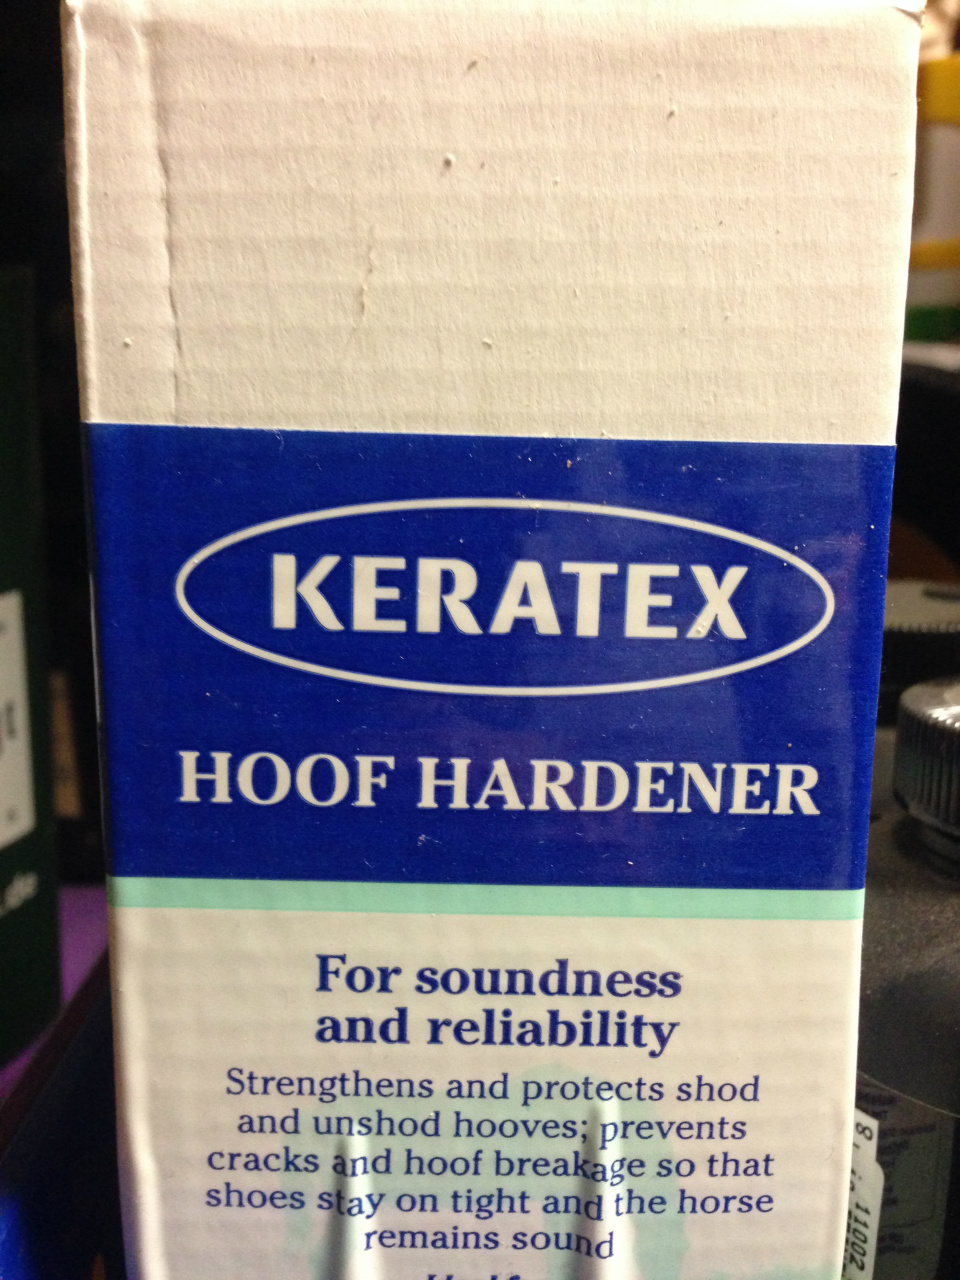 KERATEX
HOOF HARDENER
For soundness
and reliability
Strengthens and protects shod
and unshod hooves; prevents
cracks and hoof breakage so that
shoes stay on tight and the horse
remains sound
11002